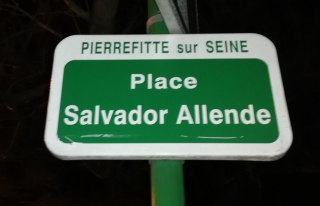 PIERREFITTE sur SEINE
Place
Salvador Allende